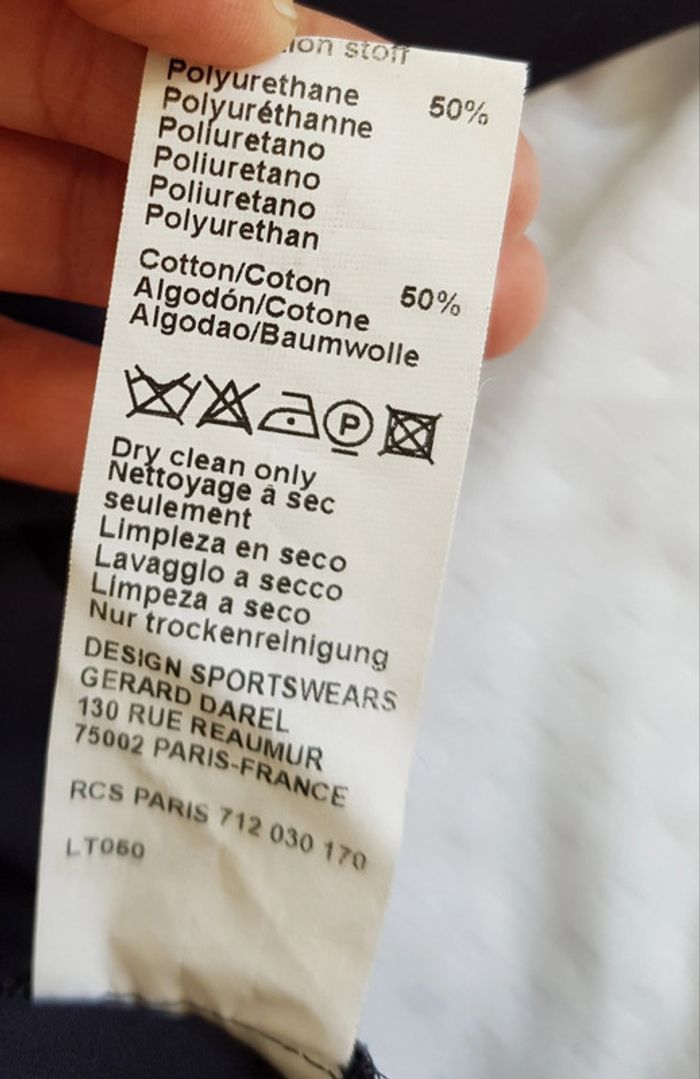 stoff
Polyurethane 50%
Polyuréthanne
Poliuretano
Poliuretano
Poliuretano
Polyurethan
Cotton/Coton 50%
Algodón/Cotone
Algodao/Baumwolle
P
Dry clean only
Nettoyage à sec
seulement
Limpieza en seco
Lavaggio a secco
Limpeza a seco
Nur trockenreinigung
DESIGN SPORTSWEARS
GERARD DAREL
130 RUE REAUMUR
75002 PARIS-FRANCE
RCS PARIS 712 030 170
LT050